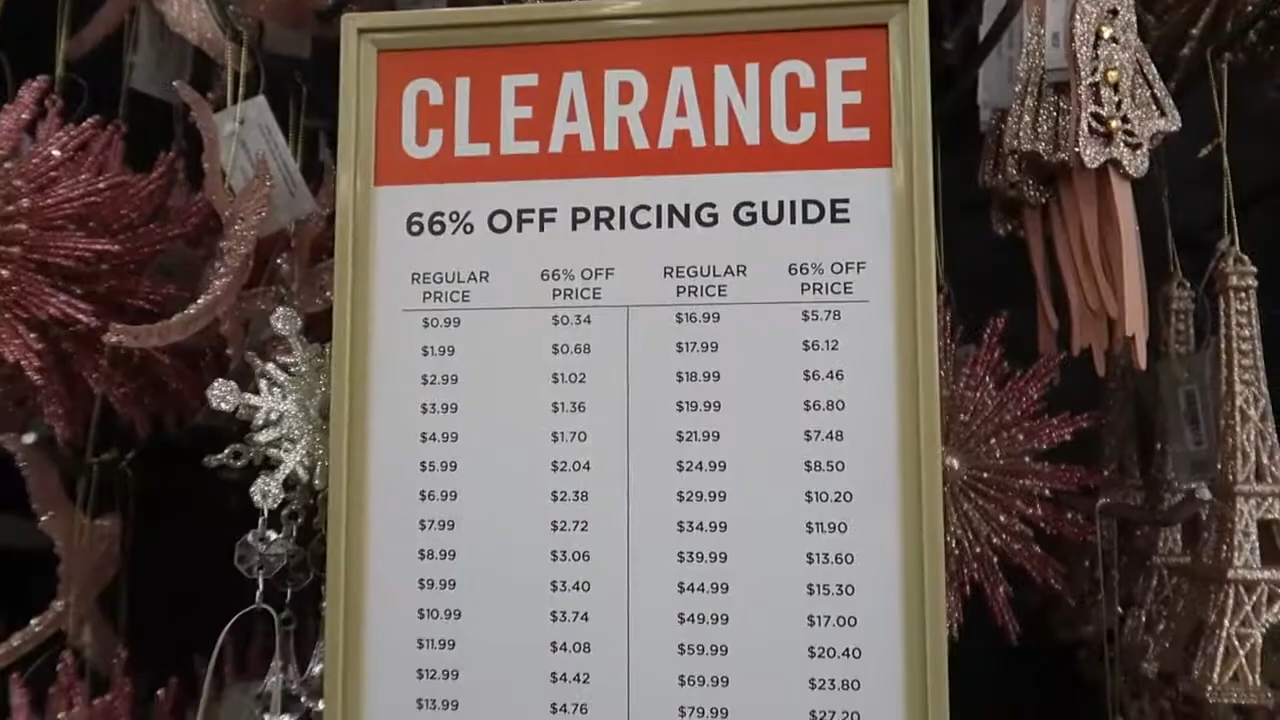 CLEARANCE
66% OFF PRICING GUIDE
REGULAR PRICE 66% OFF PRICE REGULAR PRICE 66% OFF PRICE
$0.99 $0.34 $16.99 $5.78
$1.99 $0.68 $17.99 $6.12
$2.99 $1.02 $18.99 $6.46
$3.99 $1.36 $19.99 $6.80
$4.99 $1.70 $21.99 $7.48
$5.99 $2.04 $24.99 $8.50
$6.99 $2.38 $29.99 $10.20
$7.99 $2.72 $34.99 $11.90
$8.99 $3.06 $39.99 $13.60
$9.99 $3.40 $44.99 $15.30
$10.99 $3.74 $49.99 $17.00
$11.99 $4.08 $59.99 $20.40
$12.99 $4.42 $69.99 $23.80
$13.99 $4.76 $79.99 $27.20